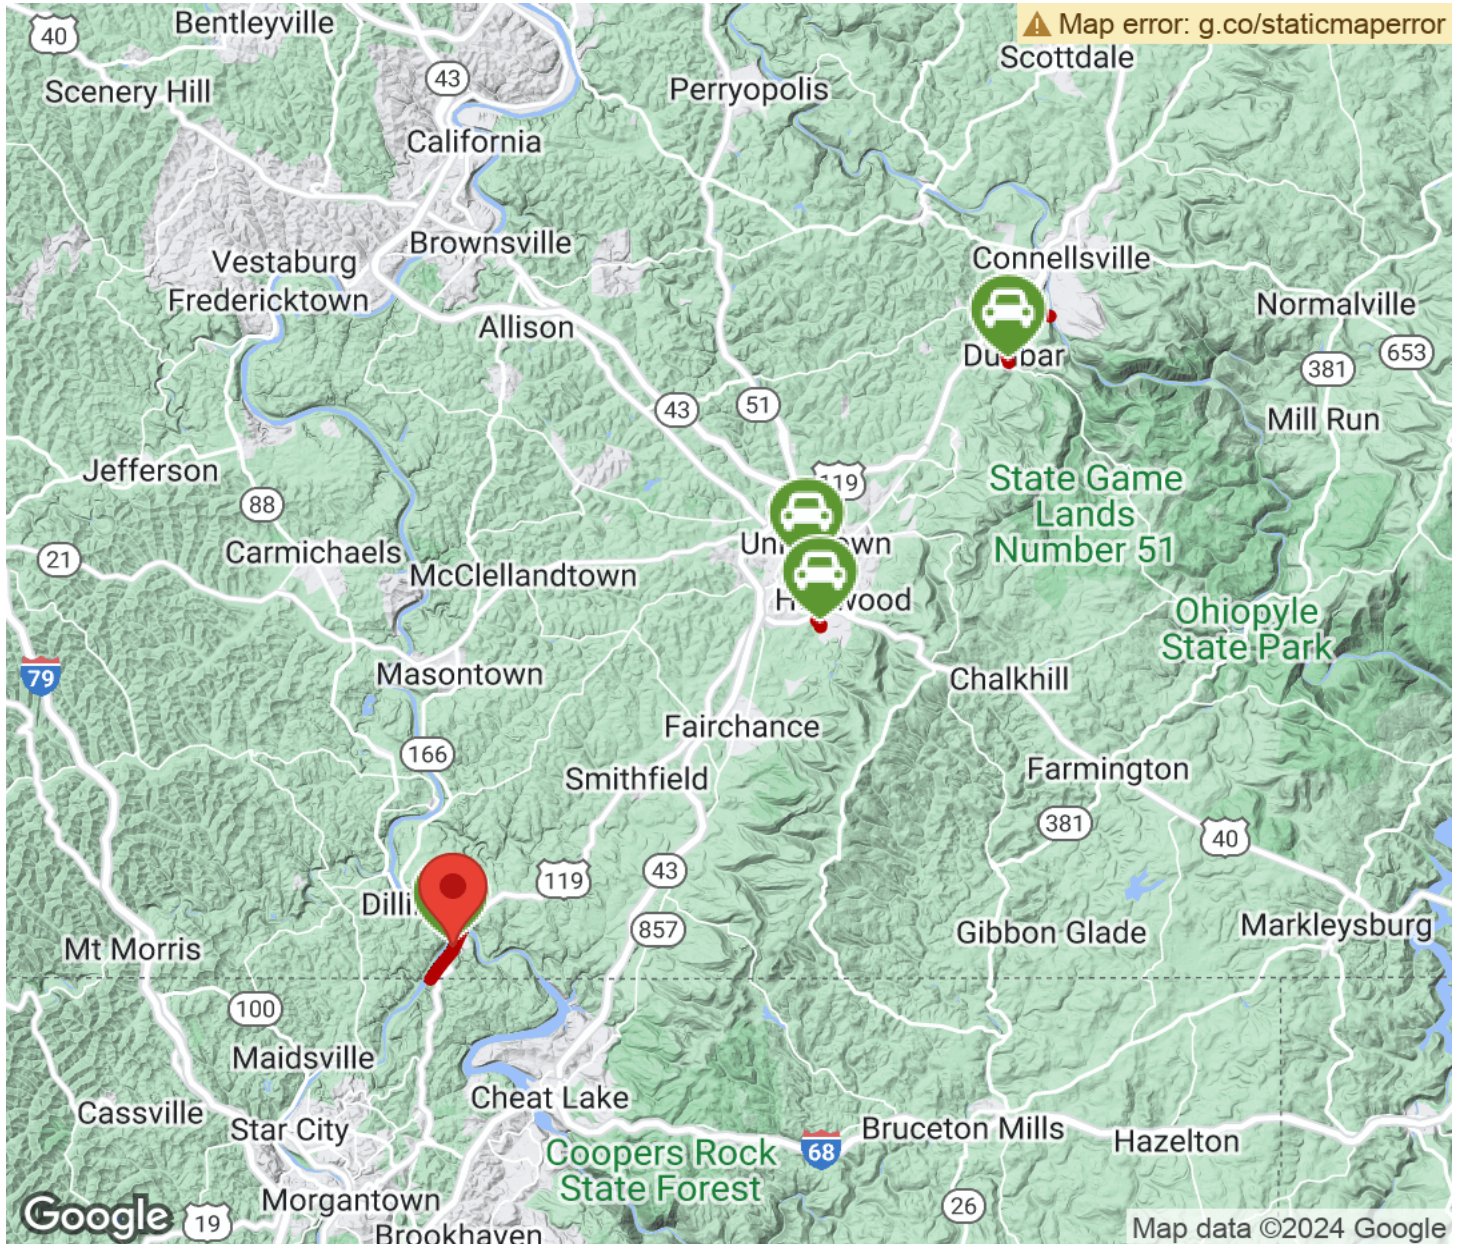 Bentleyville
Map error: g.co/staticmaperror
40
Scottdale
43
Scenery Hill
Perryopolis
California
Brownsville
Vestaburg
Connellsville
Fredericktown
Normalville
Allison
653
381
43
51
Mill Run
Jefferson
119
State Game
Lands
Number 51
88
21
Carmichaels
McClellandtown
Ohiopyle
State Park
79
Masontown
Chalkhill
Fairchance
166
Smithfield
Farmington
381
40
43
119
857
Gibbon Glade
Markleysburg
Mt Morris
100
Maidsville
Cheat Lake
Cassville
Star City
Bruceton Mills
Hazelton
68
Coopers Rock
State Forest
Morgantown
26
Google
19
Brookhaven
Map data ©2024 Google